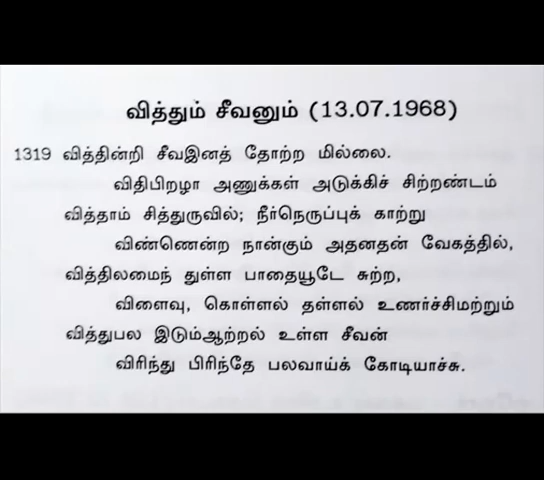 வித்தும் சீவனும் (13.07.1968)
1319 வித்தின்றி சீவஇனத் தோற்ற மில்லை.
விதிபிறழா அணுக்கள் அடுக்கிச் சிற்றண்டம்
வித்தாம் சித்துருவில்; நீர்நெருப்புக் காற்று
விண்ணென்ற நான்கும் அதனதன் வேகத்தில்,
வித்திலமைந் துள்ள பாதையூடே சுற்ற,
விளைவு, கொள்ளல் தள்ளல் உணர்ச்சிமற்றும்
வித்துபல இடும்ஆற்றல் உள்ள சீவன்
விரிந்து பிரிந்தே பலவாய்க் கோடியாச்சு.